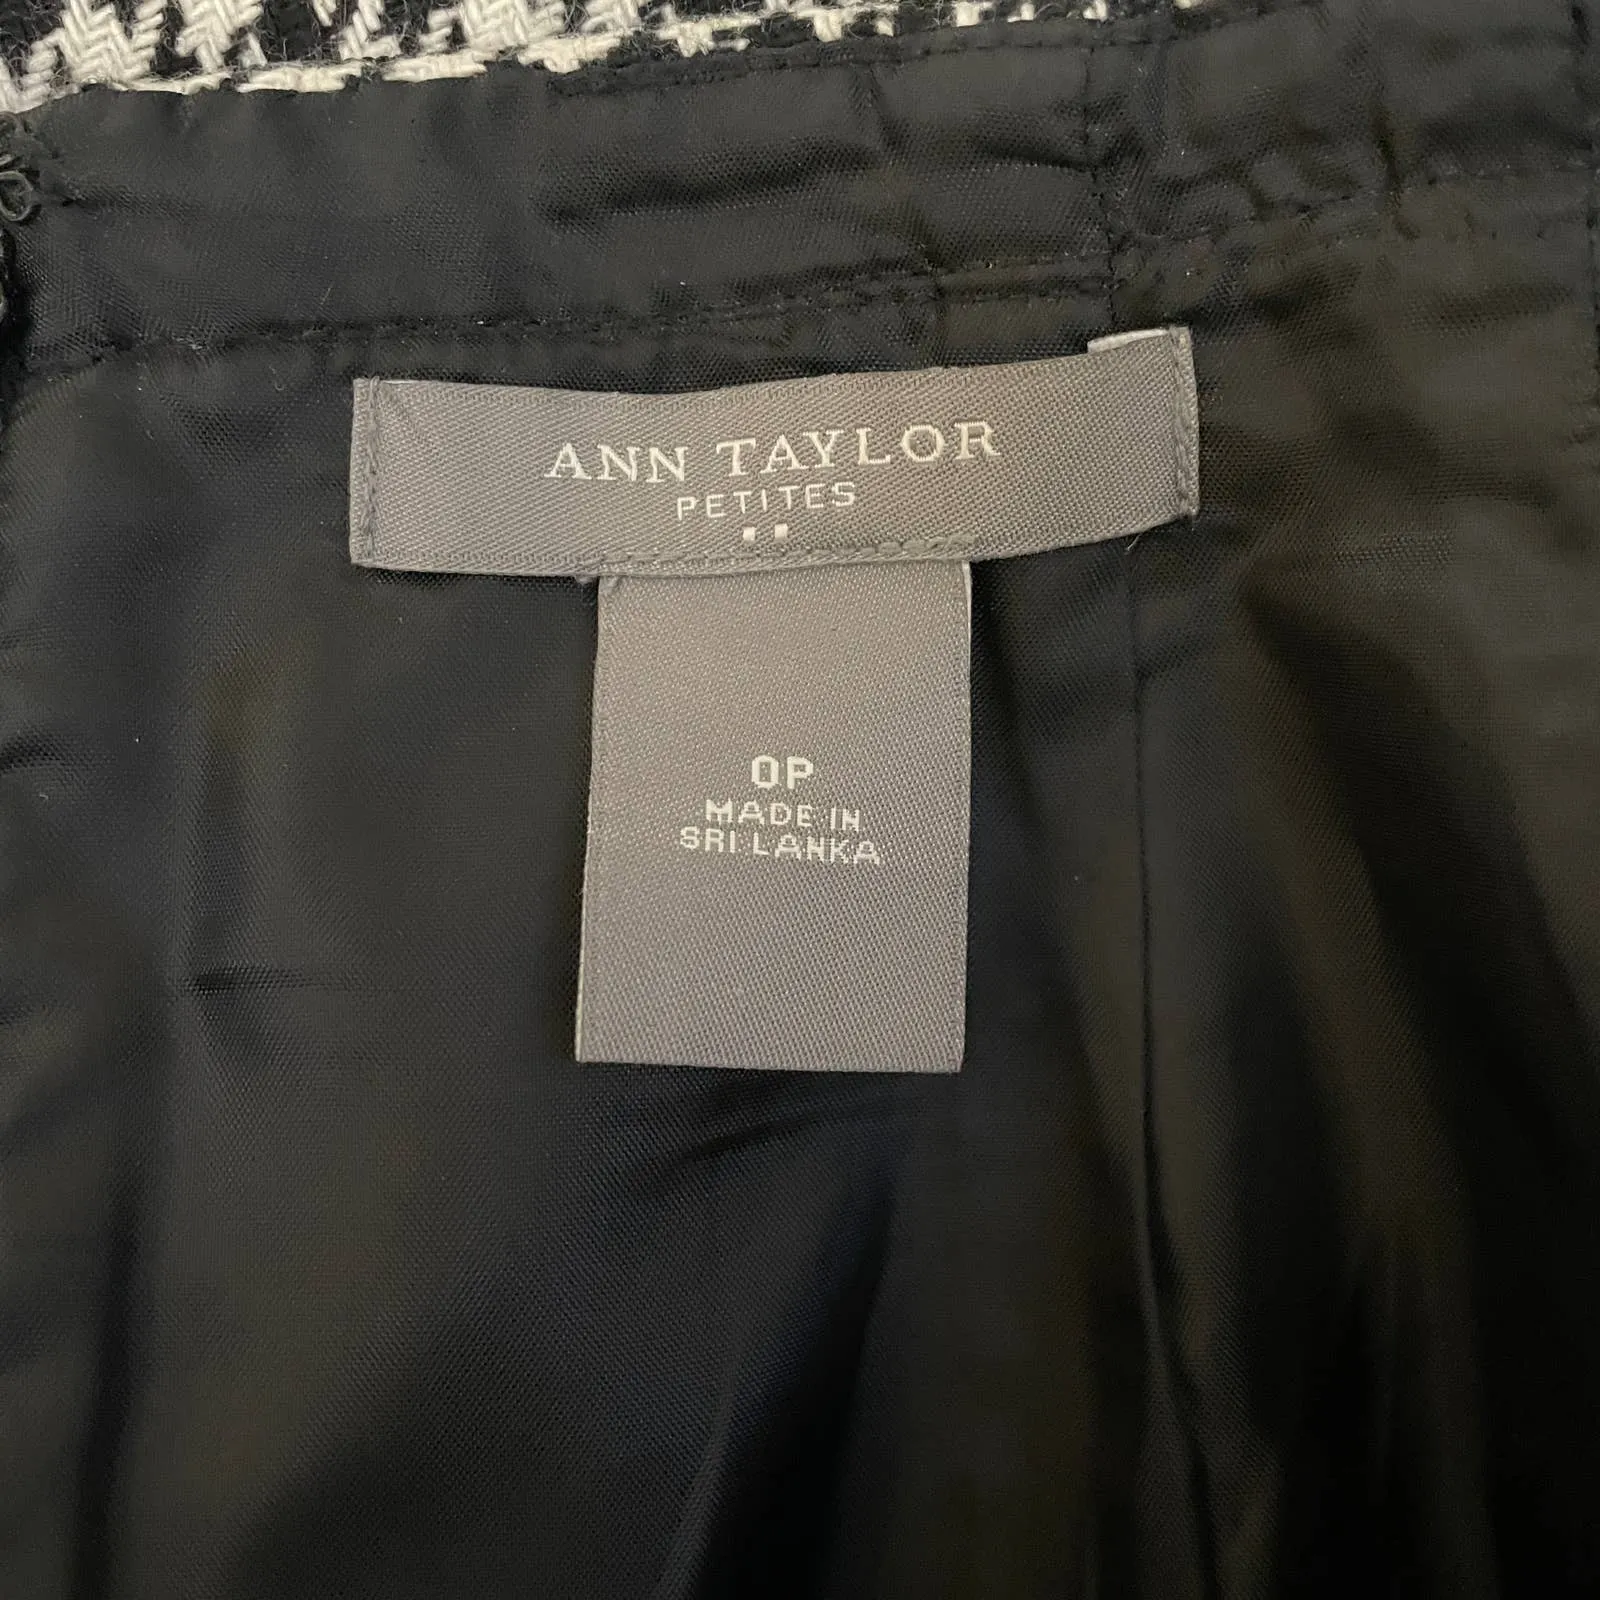 ANN TAYLOR
PETITES
0P
MADE IN
SRI LANKA